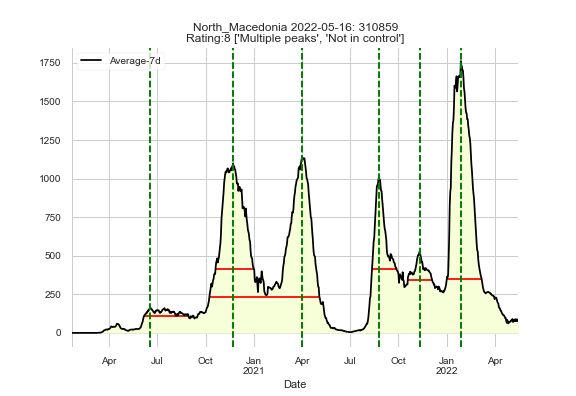 North_Macedonia 2022-05-16: 310859
Rating:8 ['Multiple peaks', 'Not in control']
Average-7d
1750
1500
1250
1000
750
500
250
0
Apr Jul Oct Jan Apr Jul Oct Jan Apr
2021 2022
Date